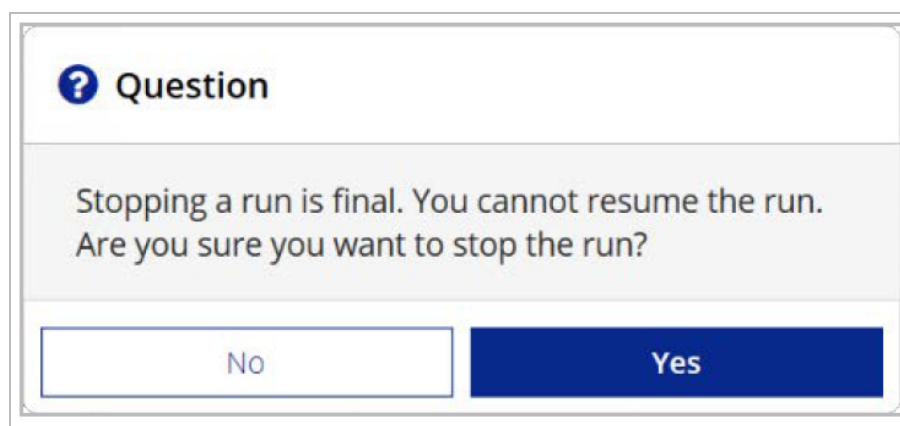 Question
Stopping a run is final. You cannot resume the run.
Are you sure you want to stop the run?
No
Yes